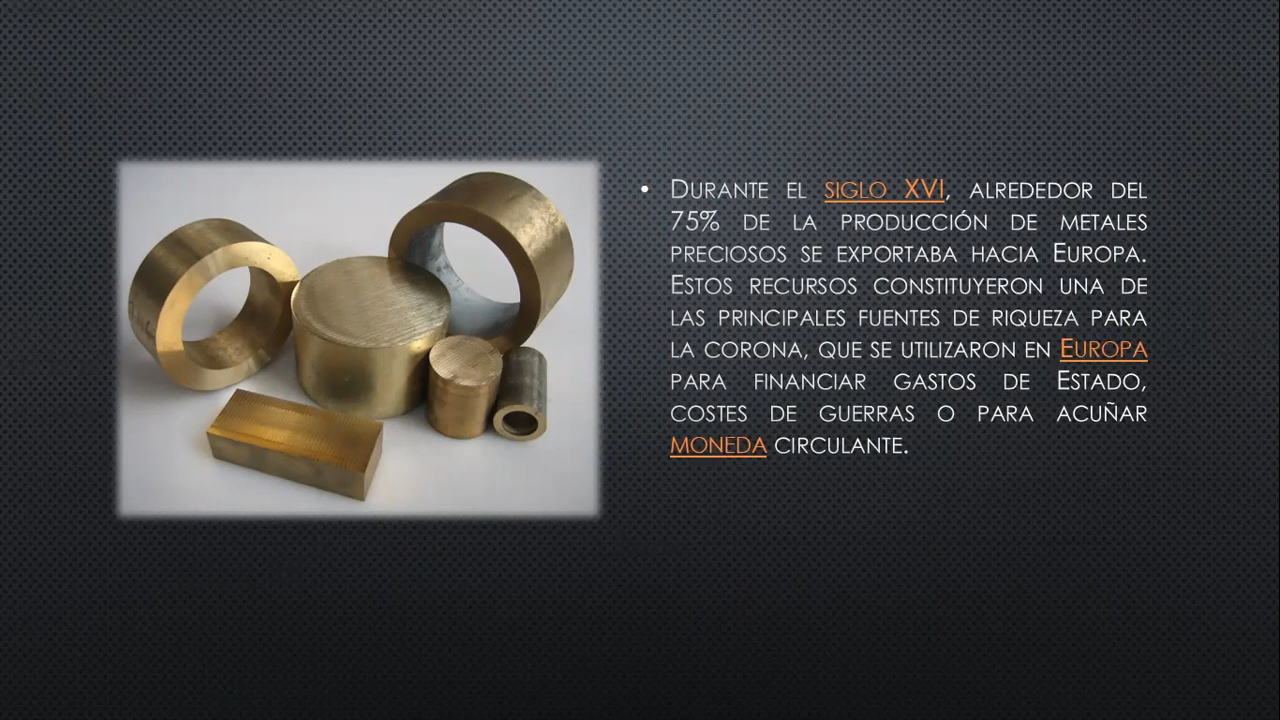 • Durante el siglo XVI, alrededor del
75% de la producción de metales
preciosos se exportaba hacia Europa.
Estos recursos constituyeron una de
las principales fuentes de riqueza para
la corona, que se utilizaron en Europa
para financiar gastos de Estado,
costes de guerras o para acuñar
moneda circulante.